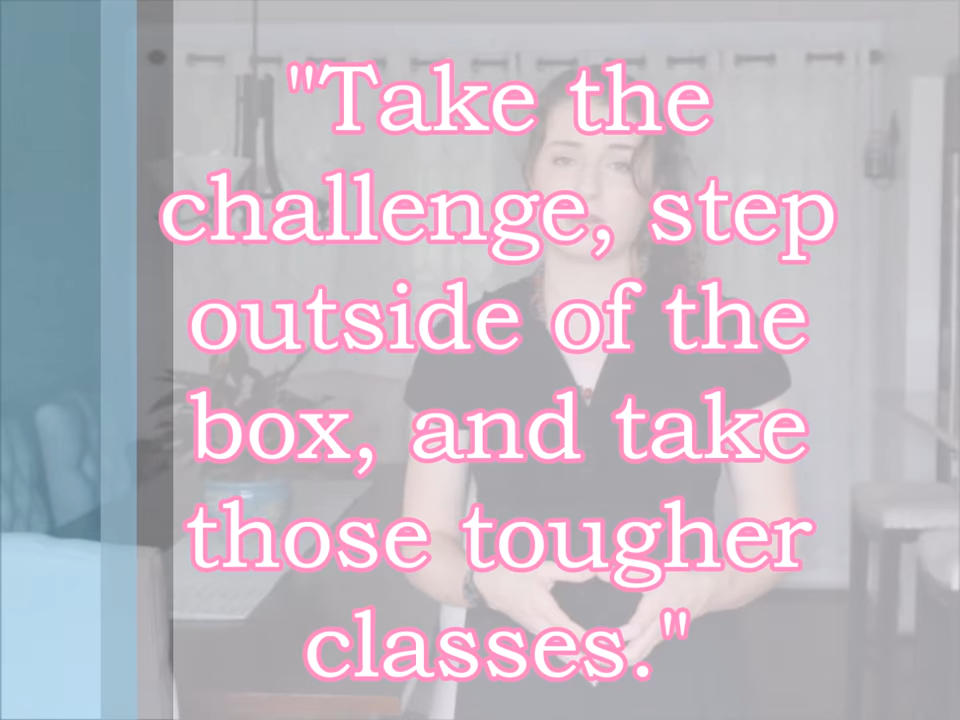 "Take the
challenge, step
outside of the
box, and take
those tougher
classes."